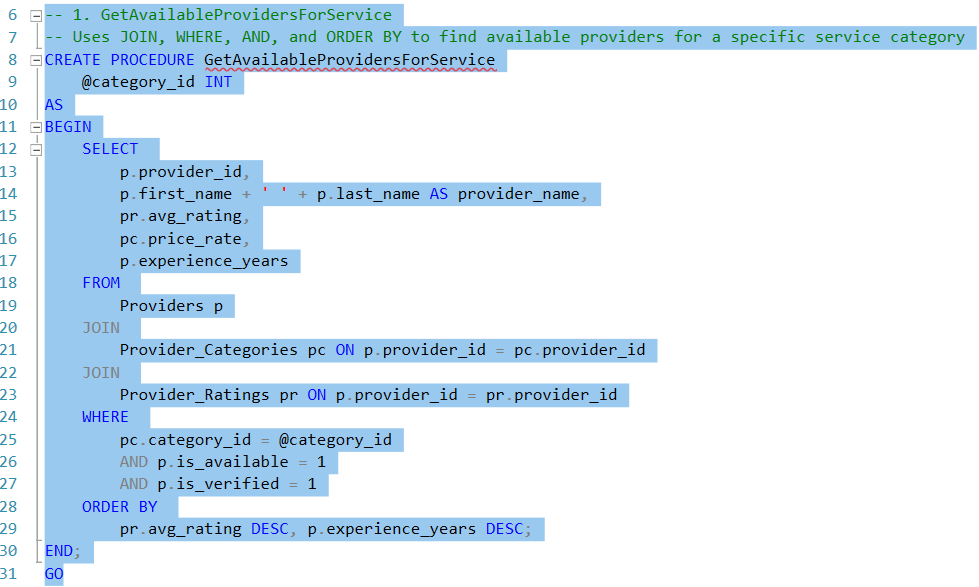 6 -- 1. GetAvailableProvidersForService
7 -- Uses JOIN, WHERE, AND, and ORDER BY to find available providers for a specific service category
8 CREATE PROCEDURE GetAvailableProvidersForService
9     @category_id INT
10 AS
11 BEGIN
12     SELECT
13         p.provider_id,
14         p.first_name + ' ' + p.last_name AS provider_name,
15         pr.avg_rating,
16         pc.price_rate,
17         p.experience_years
18     FROM
19         Providers p
20     JOIN
21         Provider_Categories pc ON p.provider_id = pc.provider_id
22     JOIN
23         Provider_Ratings pr ON p.provider_id = pr.provider_id
24     WHERE
25         pc.category_id = @category_id
26         AND p.is_available = 1
27         AND p.is_verified = 1
28     ORDER BY
29         pr.avg_rating DESC, p.experience_years DESC;
30 END;
31 GO